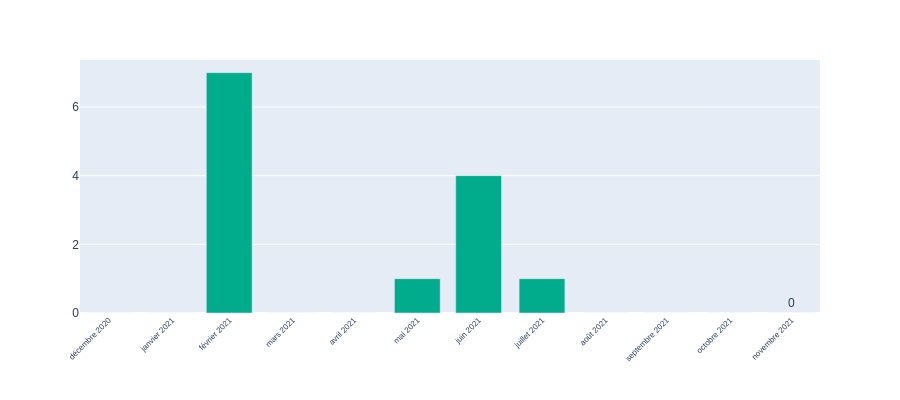 6
4
2
0
0
décembre 2020
janvier 2021
février 2021
mars 2021
avril 2021
mai 2021
juin 2021
juillet 2021
août 2021
septembre 2021
octobre 2021
novembre 2021